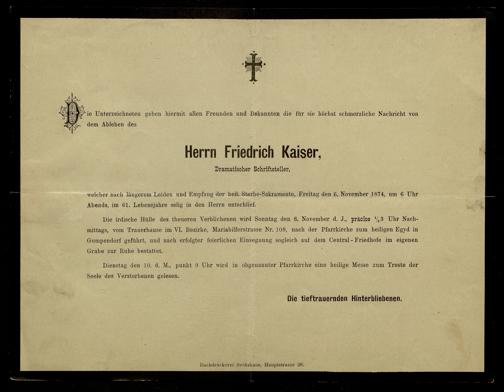 Die Unterzeichneten geben hiermit allen Freunden und Bekannten die für sie höchst schmerzliche Nachricht von
dem Ableben des
Herrn Friedrich Kaiser,
Dramatischer Schriftsteller,
welcher nach längerem Leiden und Empfang der heil. Sterbe-Sakramente, Freitag den 6. November 1874, um 6 Uhr
Abends, im 61. Lebensjahre selig in den Herrn entschlief.
Die irdische Hülle des theueren Verblichenen wird Sonntag den 8. November d. J., präcise ½3 Uhr Nach-
mittags, vom Trauerhause im VI. Bezirke, Mariahilferstrasse Nr. 108, nach der Pfarrkirche zum heiligen Egyd in
Gumpendorf geführt, und nach erfolgter feierlichen Einsegnung sogleich auf dem Central-Friedhofe im eigenen
Grabe zur Ruhe bestattet.
Dienstag den 10. d. M., punkt 9 Uhr wird in obgenannter Pfarrkirche eine heilige Messe zum Troste der
Seele des Verstorbenen gelesen.
Die tieftrauernden Hinterbliebenen.
Buchdruckerei Sechshaus, Hauptstrasse